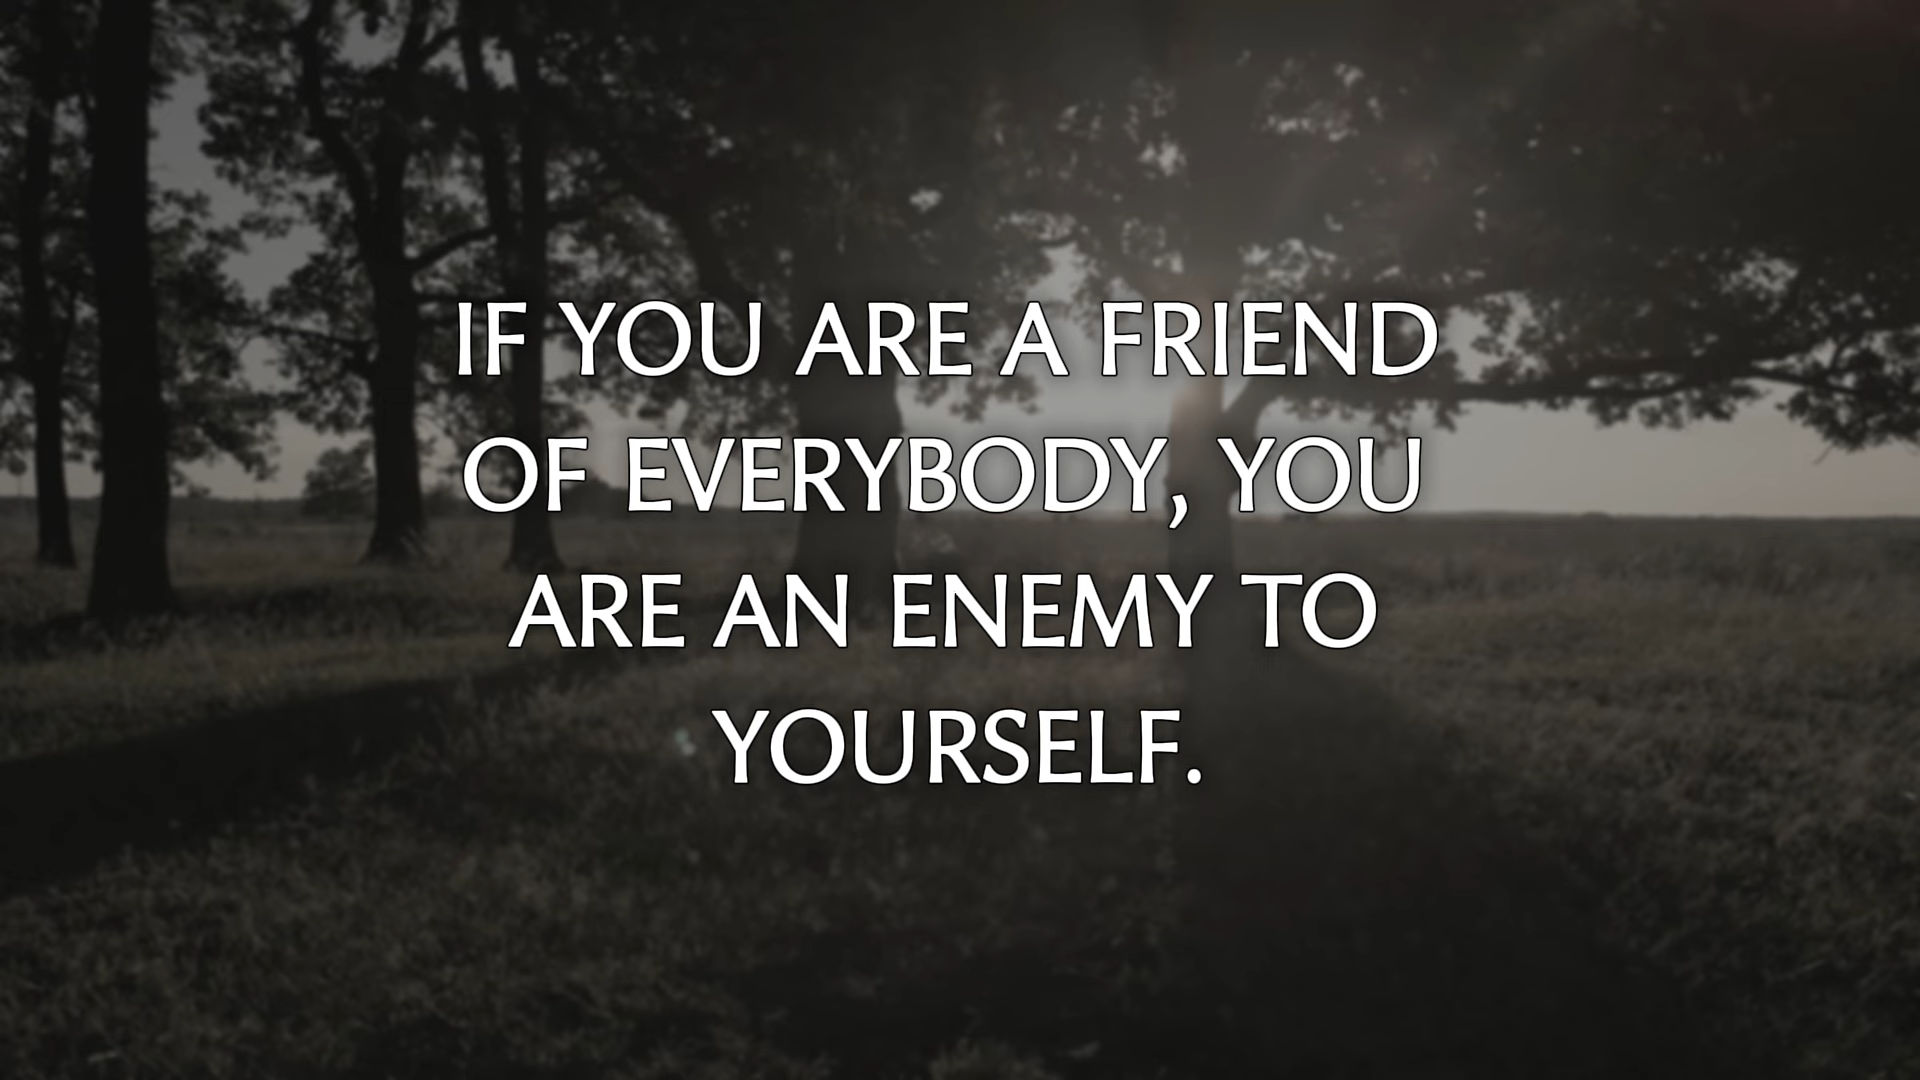 IF YOU ARE A FRIEND
OF EVERYBODY, YOU
ARE AN ENEMY TO
YOURSELF.